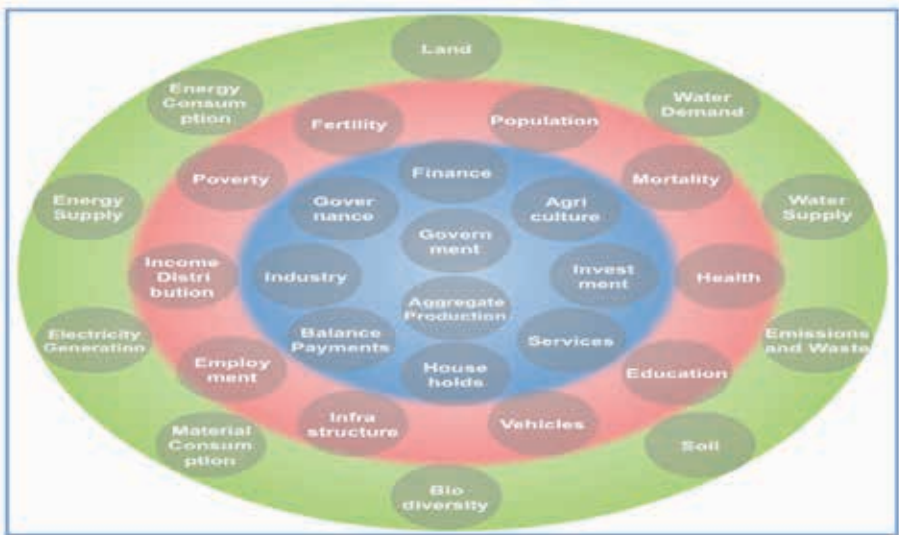 Land
Energy
Consum
ption
Water
Demand
Fertility
Population
Finance
Poverty
Mortality
Gover
nance
Agri
culture
Energy
Supply
Water
Supply
Govern
ment
Income
Distri
bution
Industry
Invest
ment
Health
Aggregate
Production
Electricity
Generation
Balance
Payments
Services
Emissions
and Waste
Employ
ment
House
holds
Education
Infra
structure
Vehicles
Material
Consum
ption
Soil
Bio
diversity